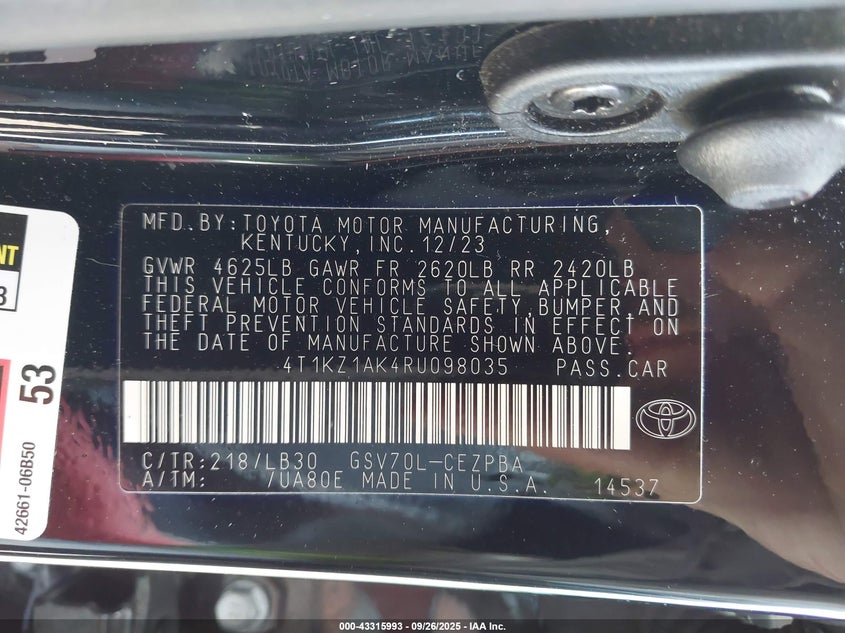 MFD.BY:TOYOTA MOTOR MANUFACTURING,
KENTUCKY,INC.12/23
GVWR 4625LB GAWR FR 2620LB RR 2420LB
THIS VEHICLE CONFORMS TO ALL APPLICABLE
FEDERAL MOTOR VEHICLE SAFETY,BUMPER,AND
THEFT PREVENTION STANDARDS IN EFFECT ON
THE DATE OF MANUFACTURE SHOWN ABOVE.
4T1KZ1AK4RU098035 PASS.CAR
C/TR:218/LB30 GSV70L-CEZPBA
A/TM: /UA80E MADE IN U.S.A. 14537
53
42661-06B50
000-43315993 - 09/26/2025 - IAA Inc.